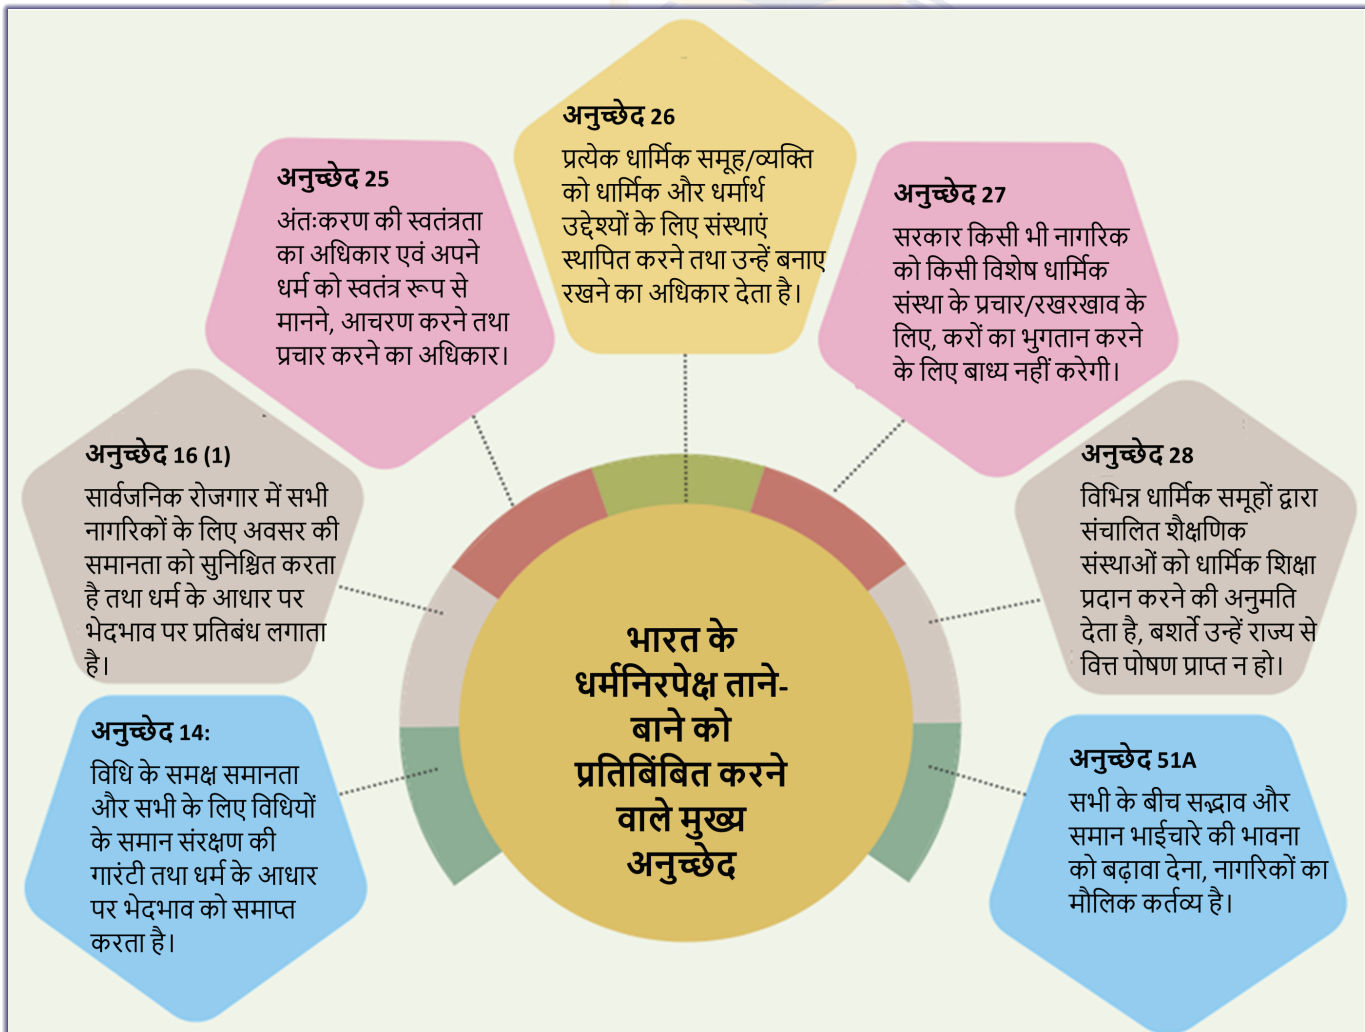 अनुच्छेद 26
प्रत्येक धार्मिक समूह/व्यक्ति
को धार्मिक और धर्मार्थ
उद्देश्यों के लिए संस्थाएं
स्थापित करने तथा उन्हें बनाए
रखने का अधिकार देता है।
अनुच्छेद 25
अंतःकरण की स्वतंत्रता
का अधिकार एवं अपने
धर्म को स्वतंत्र रूप से
मानने, आचरण करने तथा
प्रचार करने का अधिकार।
अनुच्छेद 27
सरकार किसी भी नागरिक
को किसी विशेष धार्मिक
संस्था के प्रचार/रखरखाव के
लिए, करों का भुगतान करने
के लिए बाध्य नहीं करेगी।
अनुच्छेद 16 (1)
सार्वजनिक रोजगार में सभी
नागरिकों के लिए अवसर की
समानता को सुनिश्चित करता
है तथा धर्म के आधार पर
भेदभाव पर प्रतिबंध लगाता
है।
अनुच्छेद 28
विभिन्न धार्मिक समूहों द्वारा
संचालित शैक्षणिक
संस्थाओं को धार्मिक शिक्षा
प्रदान करने की अनुमति
देता है, बशर्ते उन्हें राज्य से
वित्त पोषण प्राप्त न हो।
भारत के
धर्मनिरपेक्ष ताने-
बाने को
प्रतिबिंबित करने
वाले मुख्य
अनुच्छेद
अनुच्छेद 14:
विधि के समक्ष समानता
और सभी के लिए विधियों
के समान संरक्षण की
गारंटी तथा धर्म के आधार
पर भेदभाव को समाप्त
करता है।
अनुच्छेद 51A
सभी के बीच सद्भाव और
समान भाईचारे की भावना
को बढ़ावा देना, नागरिकों का
मौलिक कर्तव्य है।